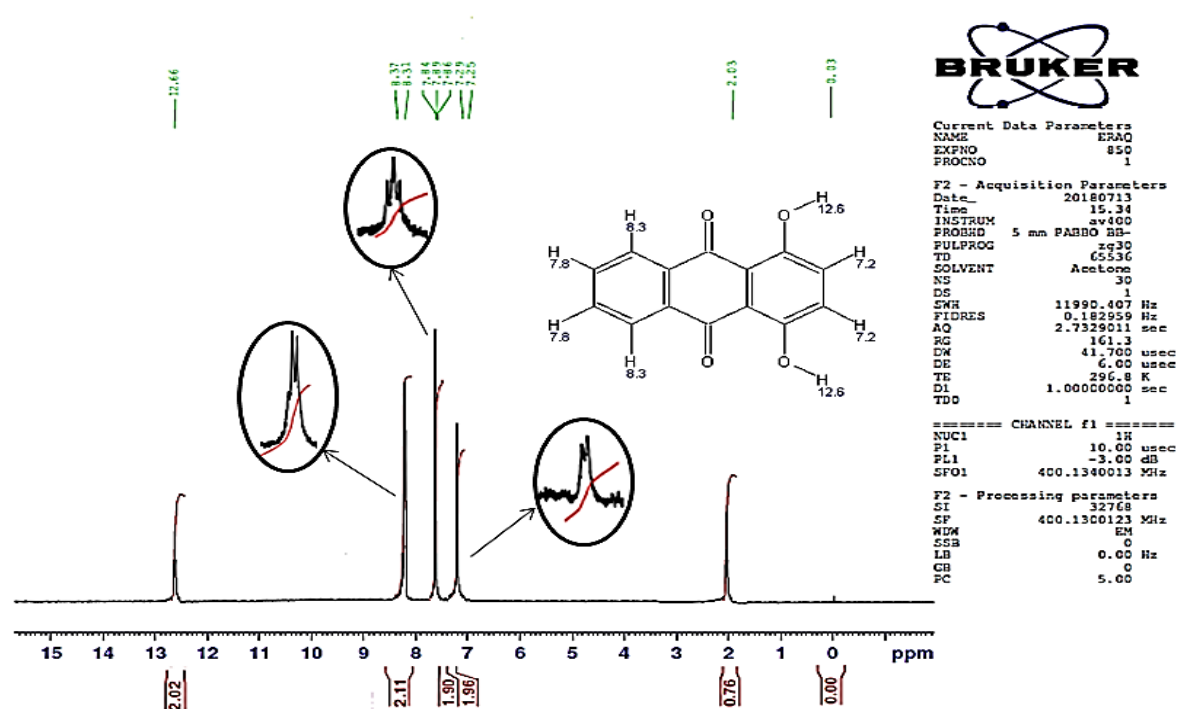 12.66
8.37
8.31
7.84
7.89
7.86
7.29
7.25
2.03
0.03
BRUKER
Current Data Parameters
NAME ERAQ
EXPNO 850
PROCNO 1
F2 - Acquisition Parameters
Date_ 20180713
Time 15.34
INSTRUM av400
PROBHD 5 mm PABBO BB-
PULPROG zg30
TD 65536
SOLVENT Acetone
NS 30
DS 1
SWH 11990.407 Hz
FIDRES 0.182959 Hz
AQ 2.7329011 sec
RG 161.3
DW 41.700 usec
DE 6.00 usec
TE 296.8 K
D1 1.00000000 sec
TD0 1
======== CHANNEL f1 ========
NUC1 1H
P1 10.00 usec
PL1 -3.00 dB
SFO1 400.1340013 MHz
F2 - Processing parameters
SI 32768
SF 400.1300123 MHz
WDW EM
SSB 0
LB 0.00 Hz
GB 0
PC 5.00
H
12.6
O
O
H
8.3
H
7.8
H
7.2
H
7.8
H
7.2
H
8.3
O
O
H
12.6
15 14 13 12 11 10 9 8 7 6 5 4 3 2 1 0 ppm
2.02
2.11
1.90
1.96
0.76
0.00